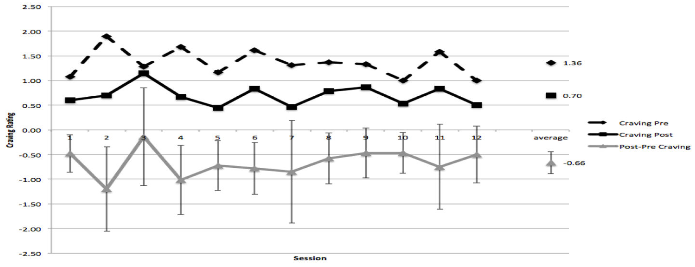 2.50
2.00
1.50
1.36
1.00
0.70
0.50
Craving Pre
0.00
1 2 3 4 5 6 7 8 9 10 11 12 average
Craving Post
Post-Pre Craving
-0.50
-0.66
-1.00
-1.50
-2.00
-2.50
Craving Rating
Session